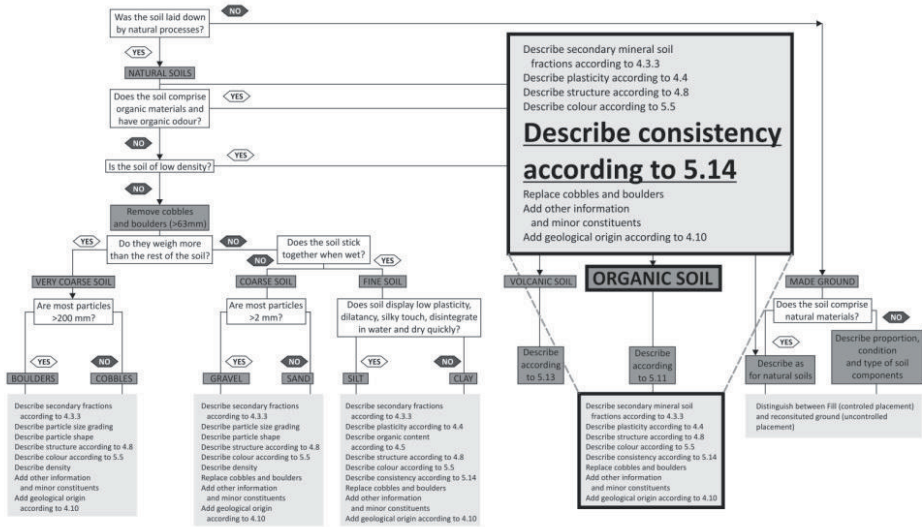 Was the soil laid down
by natural processes?
NO
YES
NATURAL SOILS
Does the soil comprise
organic materials and
have organic odour?
YES
NO
Is the soil of low density?
YES
NO
Remove cobbles
and boulders (>63mm)
Do they weigh more
than the rest of the soil?
YES
NO
Does the soil stick
together when wet?
NO
YES
VERY COARSE SOIL
COARSE SOIL
FINE SOIL
Are most particles
>200 mm?
YES
NO
BOULDERS
COBBLES
Are most particles
>2 mm?
YES
NO
GRAVEL
SAND
Does soil display low plasticity,
dilatancy, silky touch, disintegrate
in water and dry quickly?
YES
NO
SILT
CLAY
Describe secondary fractions
according to 4.3.3
Describe particle size grading
Describe particle shape
Describe structure according to 4.8
Describe colour according to 5.5
Describe density
Add other information
and minor constituents
Add geological origin
according to 4.10
Describe secondary fractions
according to 4.3.3
Describe particle size grading
Describe particle shape
Describe structure according to 4.8
Describe colour according to 5.5
Describe density
Replace cobbles and boulders
Add other information
and minor constituents
Add geological origin
according to 4.10
Describe secondary fractions
according to 4.3.3
Describe plasticity according to 4.4
Describe organic content
according to 4.5
Describe structure according to 4.8
Describe colour according to 5.5
Describe consistency according to 5.14
Replace cobbles and boulders
Add other information
and minor constituents
Add geological origin according to 4.10
Describe secondary mineral soil
fractions according to 4.3.3
Describe plasticity according to 4.4
Describe structure according to 4.8
Describe colour according to 5.5
Describe consistency
according to 5.14
Replace cobbles and boulders
Add other information
and minor constituents
Add geological origin according to 4.10
VOLCANIC SOIL
ORGANIC SOIL
MADE GROUND
Describe
according
to 5.13
Describe
according
to 5.11
Does the soil comprise
natural materials?
YES
NO
Describe as
for natural soils
Describe proportion,
condition
and type of soil
components
Describe secondary mineral soil
fractions according to 4.3.3
Describe plasticity according to 4.4
Describe structure according to 4.8
Describe colour according to 5.5
Describe consistency according to 5.14
Replace cobbles and boulders
Add other information
and minor constituents
Add geological origin according to 4.10
Distinguish between Fill (controled placement)
and reconsituted ground (uncontrolled
placement)